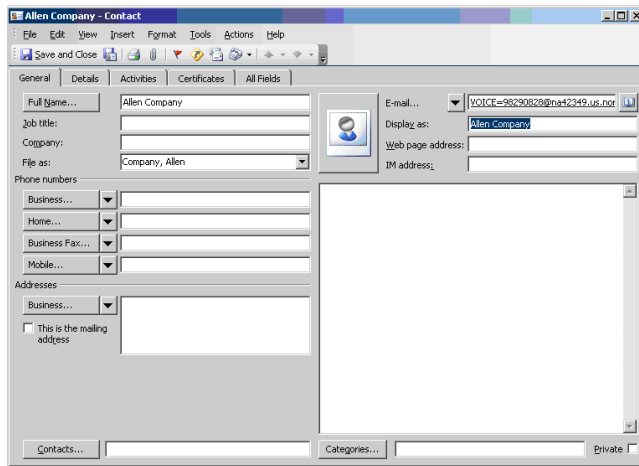 Allen Company - Contact
File Edit View Insert Format Tools Actions Help
Save and Close
General Details Activities Certificates All Fields
Full Name... Allen Company
Job title:
Company:
File as: Company, Allen
Phone numbers
Business...
Home...
Business Fax...
Mobile...
Addresses
Business...
This is the mailing
address
Contacts...
E-mail... VOICE=98290828@na42349.us.nor
Display as: Allen Company
Web page address:
IM address:
Categories... Private